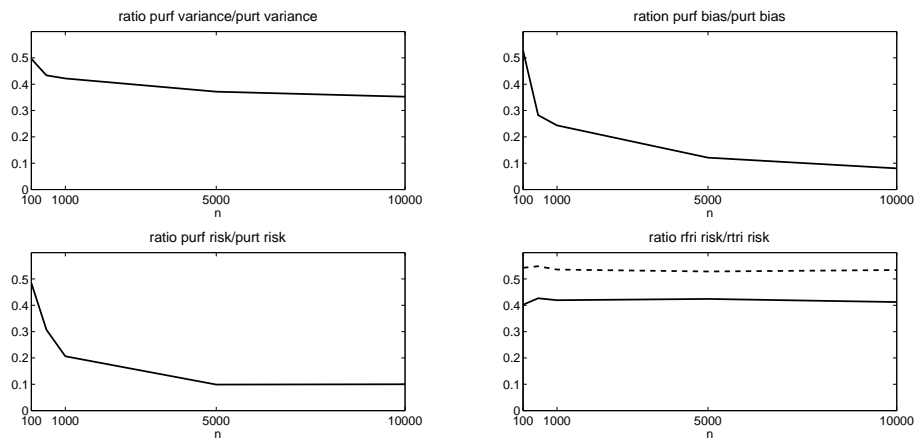 ratio purf variance/purt variance
0.5
0.4
0.3
0.2
0.1
0
100 1000 5000 10000
n
ration purf bias/purt bias
0.5
0.4
0.3
0.2
0.1
0
100 1000 5000 10000
n
ratio purf risk/purt risk
0.5
0.4
0.3
0.2
0.1
0
100 1000 5000 10000
n
ratio rfri risk/rtri risk
0.5
0.4
0.3
0.2
0.1
0
100 1000 5000 10000
n